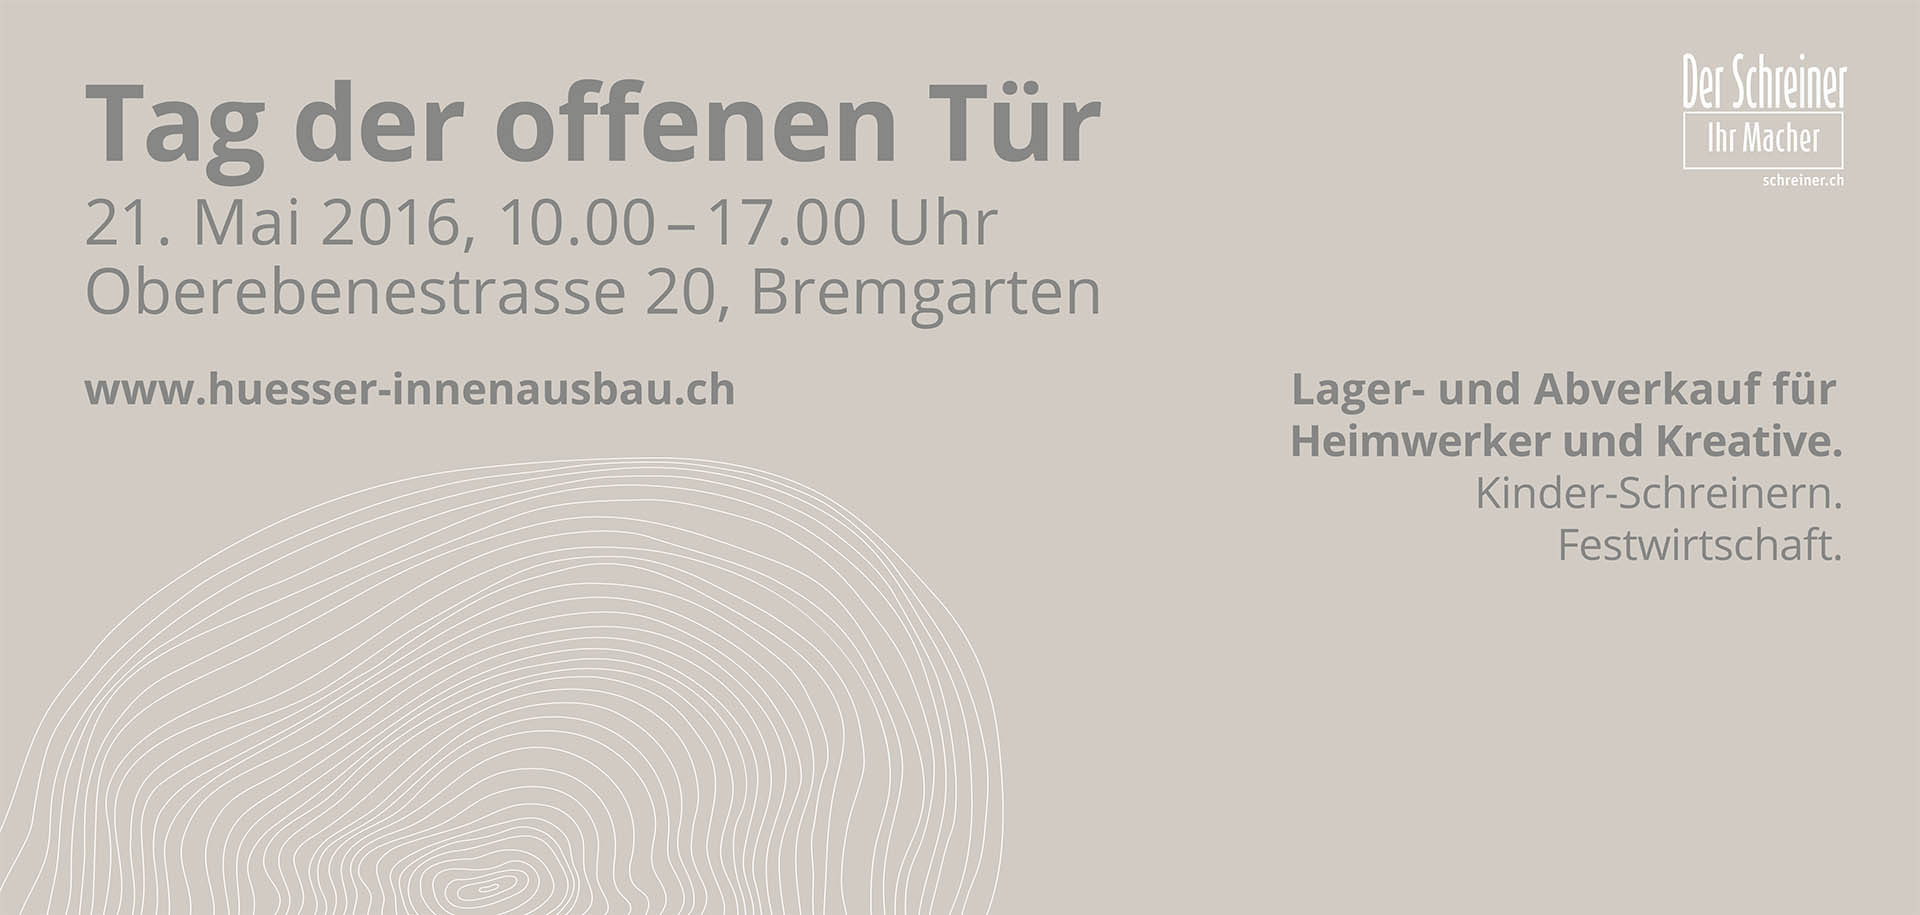 Tag der offenen Tür
21. Mai 2016, 10.00 – 17.00 Uhr
Oberebenestrasse 20, Bremgarten
www.huesser-innenausbau.ch
Der Schreiner
Ihr Macher
schreiner.ch
Lager- und Abverkauf für
Heimwerker und Kreative.
Kinder-Schreinern.
Festwirtschaft.